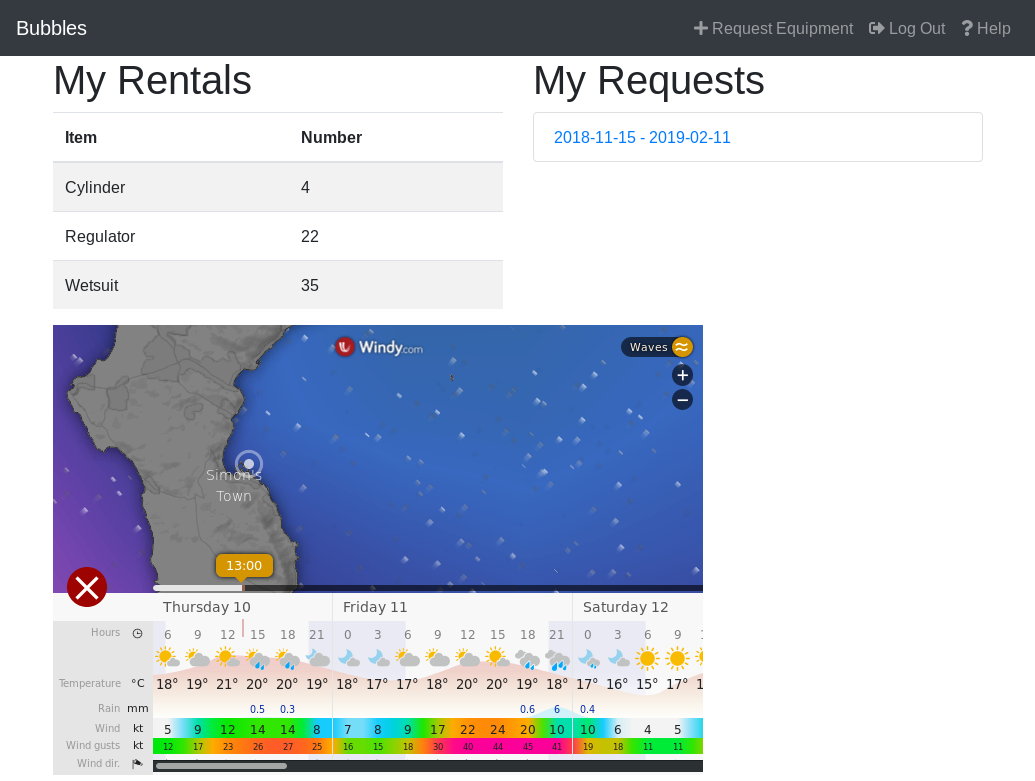 Bubbles
Request Equipment Log Out Help
My Rentals
Item Number
Cylinder 4
Regulator 22
Wetsuit 35
My Requests
2018-11-15 - 2019-02-11
Windy.com
Waves
+
−
Simon's
Town
13:00
Thursday 10 Friday 11 Saturday 12
Hours 6 9 12 15 18 21 0 3 6 9 12 15 18 21 0 3 6 9
Temperature °C 18° 19° 21° 20° 20° 19° 18° 17° 17° 18° 20° 20° 19° 18° 17° 16° 15° 17°
Rain mm 0.5 0.3 0.6 6 0.4
Wind kt 5 9 12 14 14 8 7 8 9 17 22 24 20 10 10 6 4 5
Wind gusts kt 12 17 23 26 27 25 16 15 18 30 40 44 45 41 19 18 11 11
Wind dir.